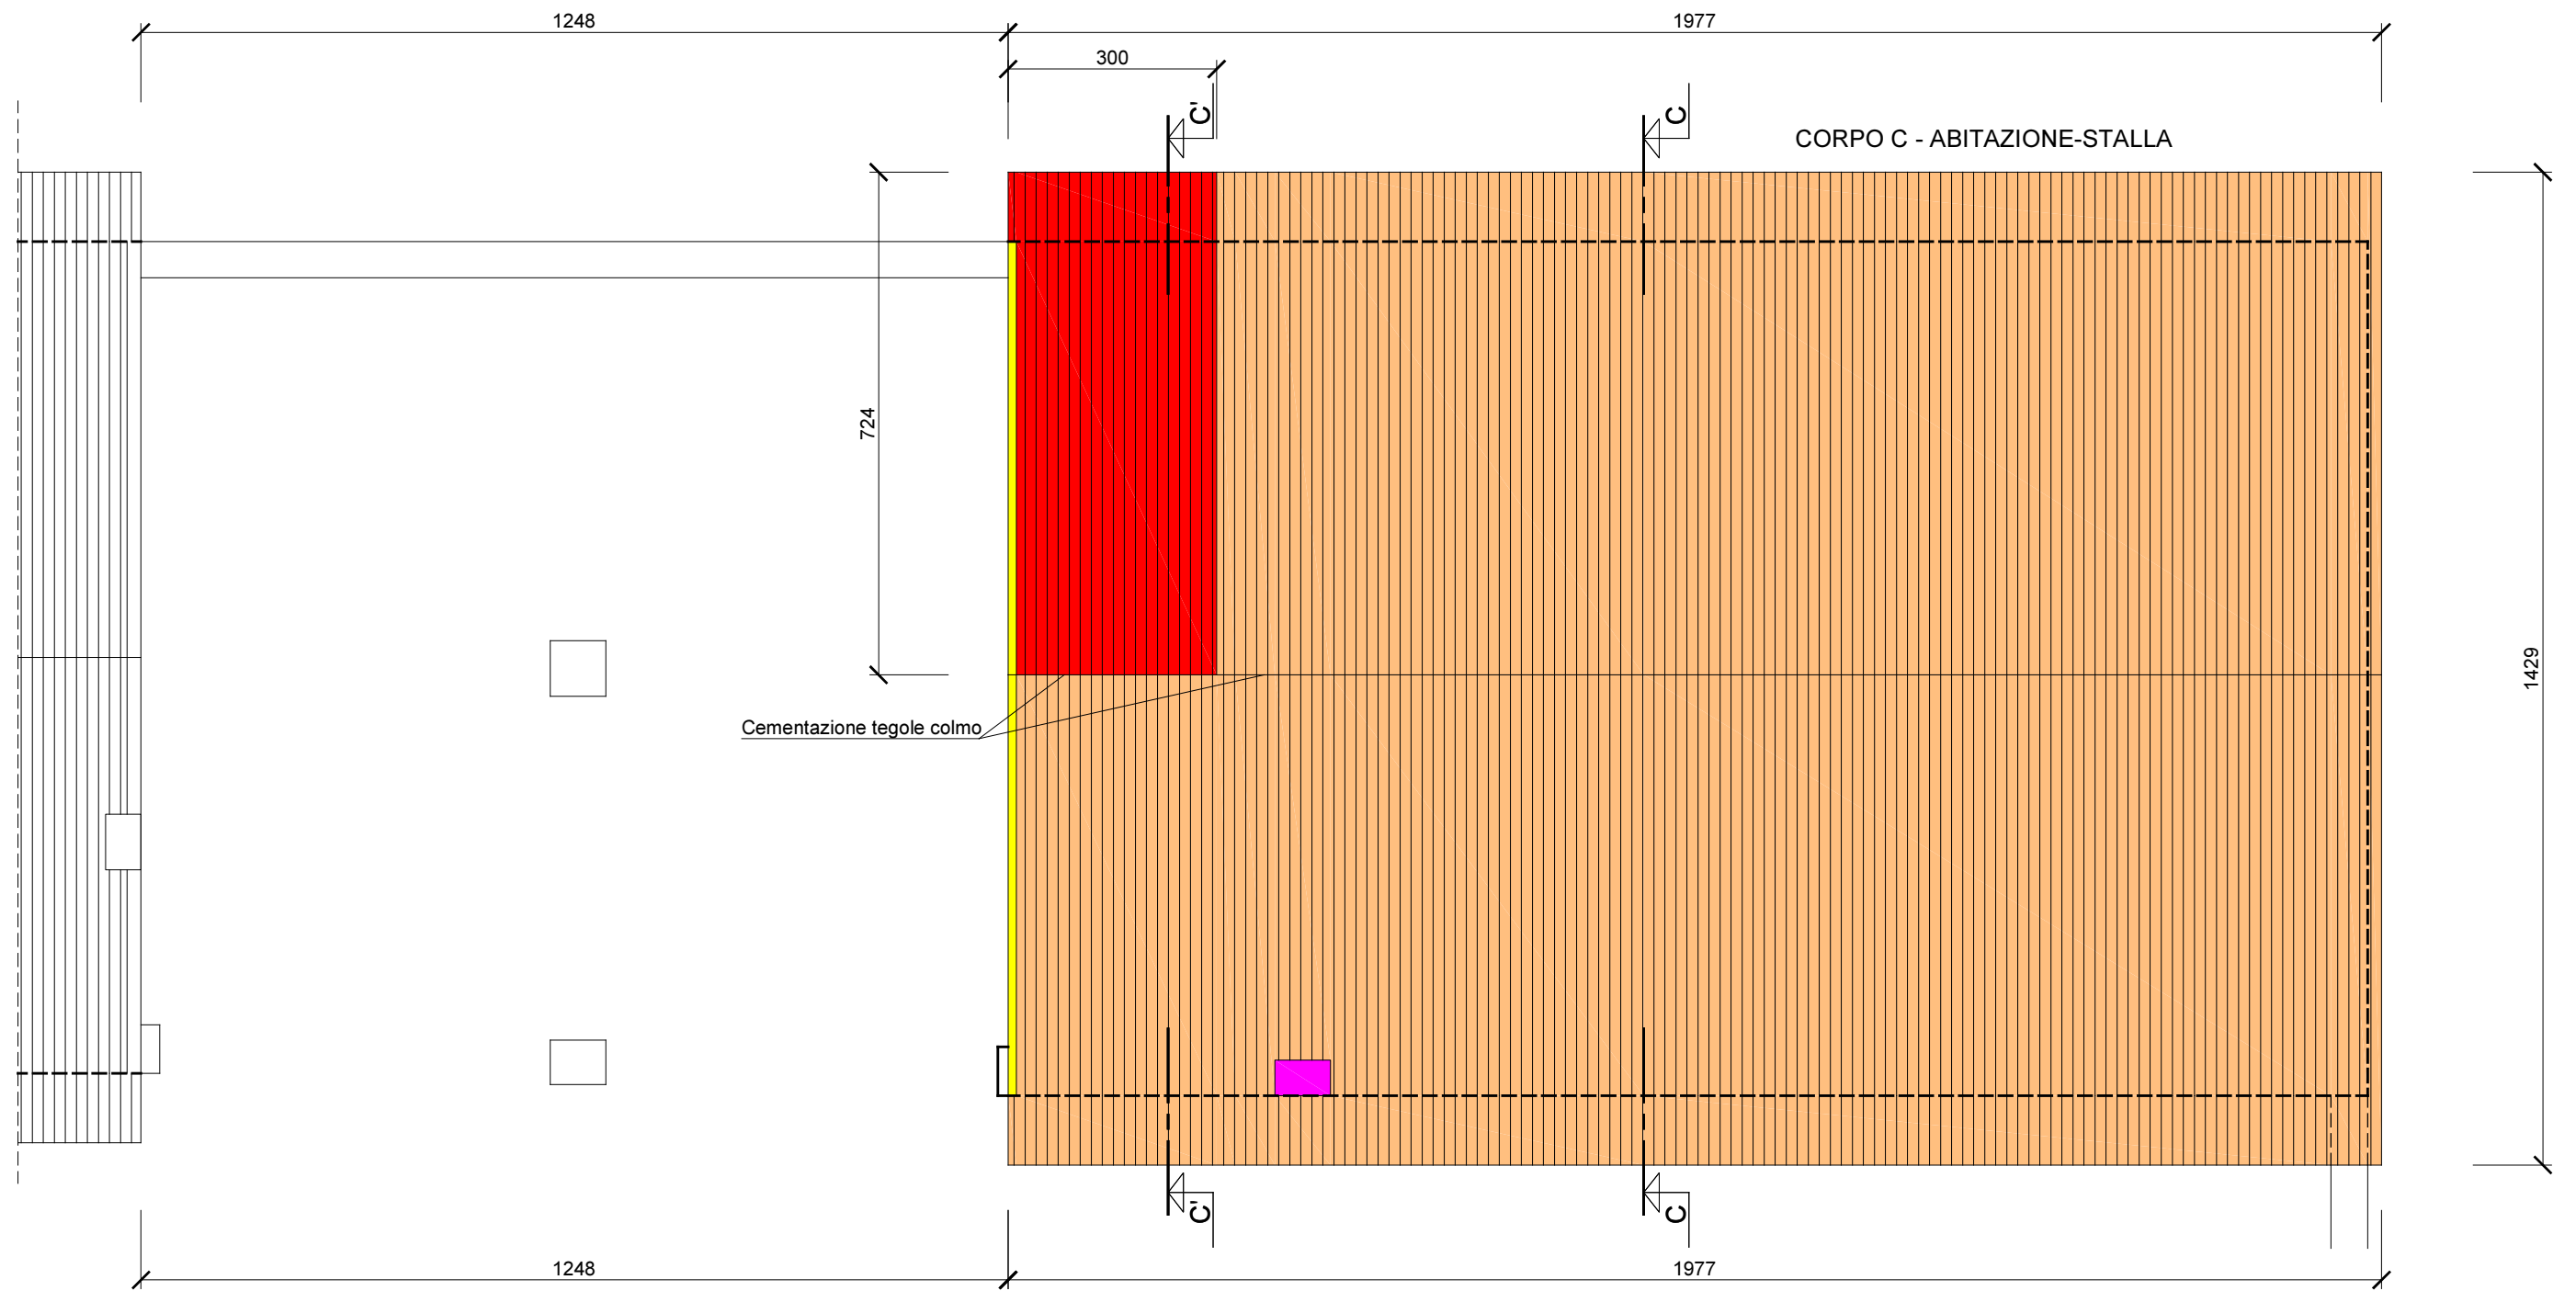 1248
1977
300
C'
C
CORPO C - ABITAZIONE-STALLA
724
1429
Cementazione tegole colmo
C'
C
1248
1977